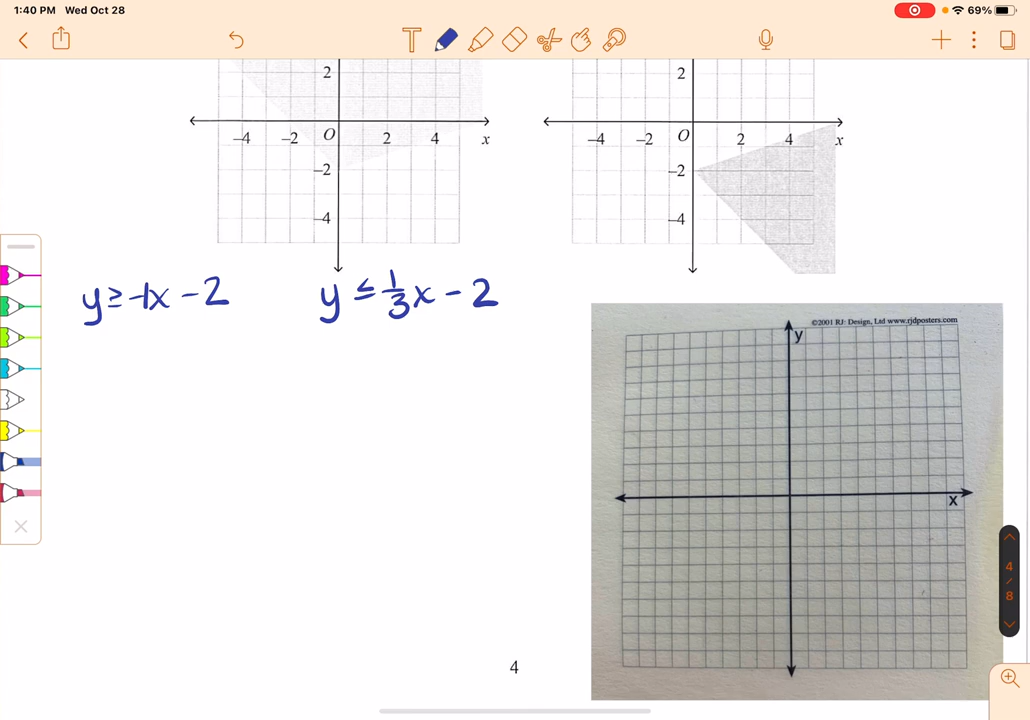 1:40 PM Wed Oct 28 69%
T
2 2
-4 -2 O 2 4 x -4 -2 O 2 4 x
-2 -2
-4 -4
y ≥ -1x - 2 y ≤ 1/3 x - 2
©2001 RJ: Design, Ltd www.rjdposters.com
y
x
4
/
8
4